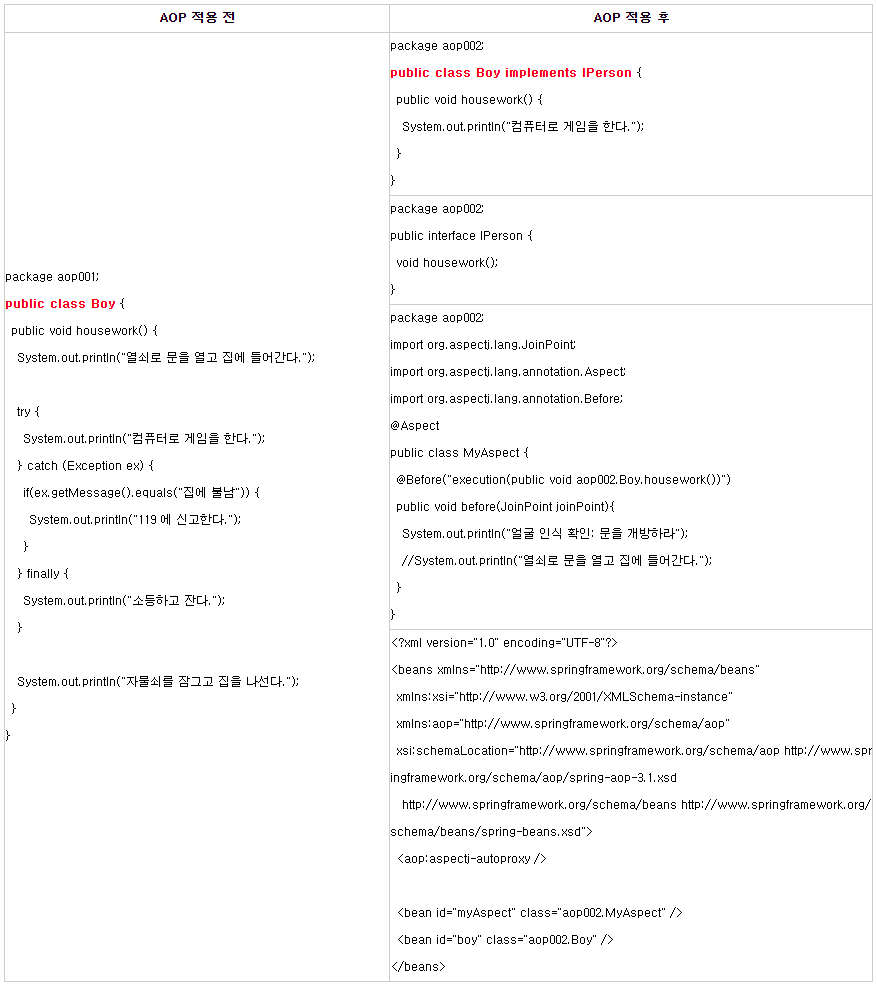 AOP 적용 전
AOP 적용 후
package aop001;
public class Boy {
public void housework() {
System.out.println("열쇠로 문을 열고 집에 들어간다.");
try {
System.out.println("컴퓨터로 게임을 한다.");
} catch (Exception ex) {
if(ex.getMessage().equals("집에 불남")) {
System.out.println("119 에 신고한다.");
}
} finally {
System.out.println("소등하고 잔다.");
}
System.out.println("자물쇠를 잠그고 집을 나선다.");
}
}
package aop002;
public class Boy implements IPerson {
public void housework() {
System.out.println("컴퓨터로 게임을 한다.");
}
}
package aop002;
public interface IPerson {
void housework();
}
package aop002;
import org.aspectj.lang.JoinPoint;
import org.aspectj.lang.annotation.Aspect;
import org.aspectj.lang.annotation.Before;
@Aspect
public class MyAspect {
@Before("execution(public void aop002.Boy.housework())")
public void before(JoinPoint joinPoint){
System.out.println("얼굴 인식 확인: 문을 개방하라");
//System.out.println("열쇠로 문을 열고 집에 들어간다.");
}
}
<?xml version="1.0" encoding="UTF-8"?>
<beans xmlns="http://www.springframework.org/schema/beans"
xmlns:xsi="http://www.w3.org/2001/XMLSchema-instance"
xmlns:aop="http://www.springframework.org/schema/aop"
xsi:schemaLocation="http://www.springframework.org/schema/aop http://www.spr
ingframework.org/schema/aop/spring-aop-3.1.xsd
http://www.springframework.org/schema/beans http://www.springframework.org/
schema/beans/spring-beans.xsd">
<aop:aspectj-autoproxy />
<bean id="myAspect" class="aop002.MyAspect" />
<bean id="boy" class="aop002.Boy" />
</beans>